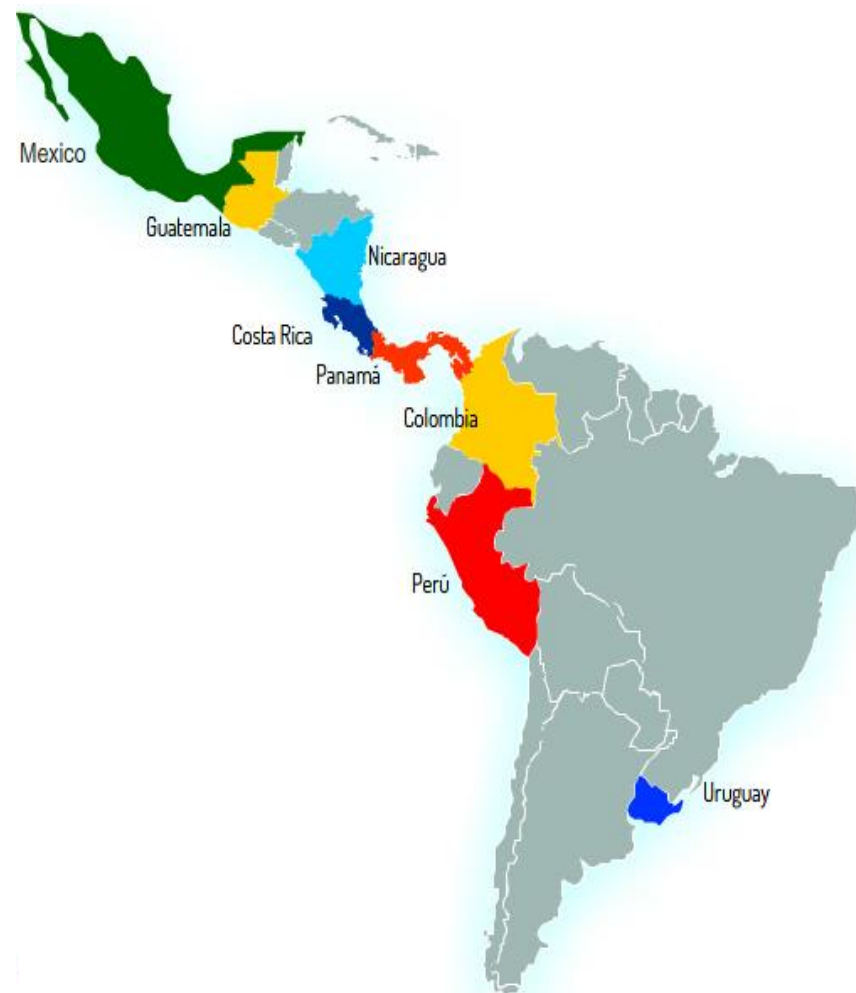 Mexico
Guatemala
Nicaragua
Costa Rica
Panamá
Colombia
Perú
Uruguay